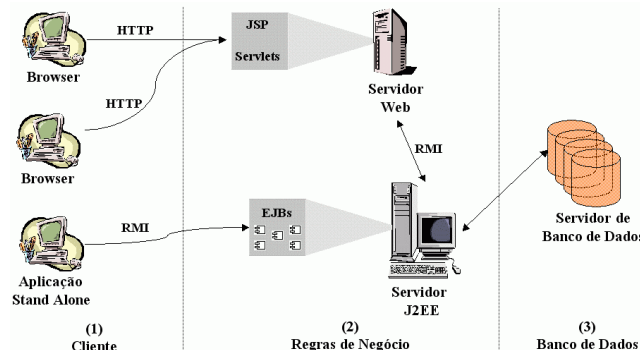 HTTP
Browser
HTTP
Browser
RMI
Aplicação
Stand Alone
JSP
Servlets
Servidor
Web
RMI
EJBs
Servidor
J2EE
Servidor de
Banco de Dados
(1)
Cliente
(2)
Regras de Negócio
(3)
Banco de Dados